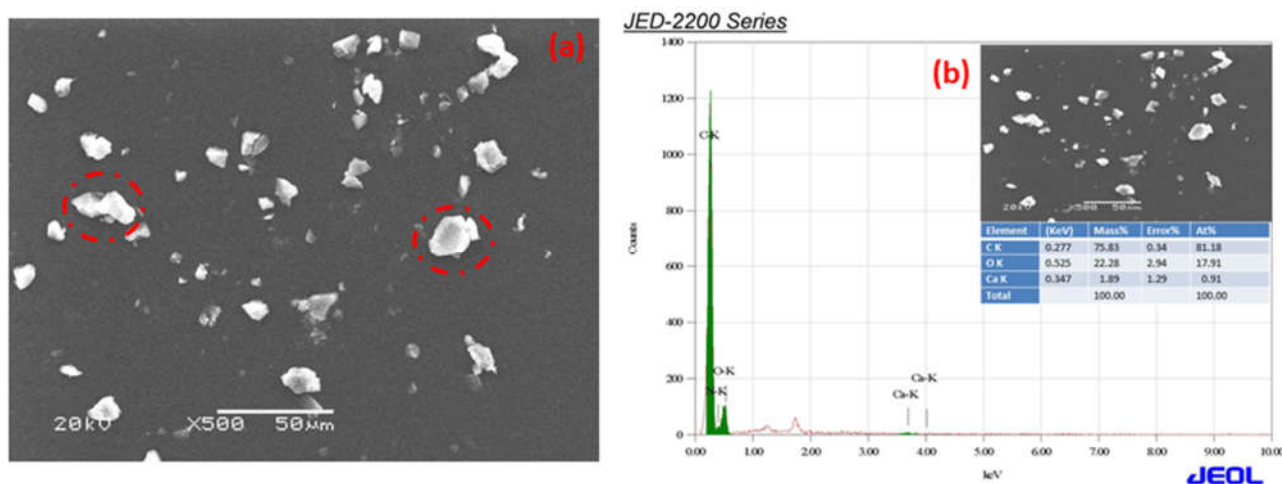 (a)
20kV X500 50µm
JED-2200 Series
(b)
1400
1200
1000
800
600
400
200
0
Counts
C-K
O-K
N-K
Ca-K
Ca-K
0.00 1.00 2.00 3.00 4.00 5.00 6.00 7.00 8.00 9.00 10.00
keV
20kV X500 50µm
Element (KeV) Mass% Error% At%
C K 0.277 75.83 0.34 81.18
O K 0.525 22.28 2.94 17.91
Ca K 0.347 1.89 1.29 0.91
Total 100.00 100.00
JEOL